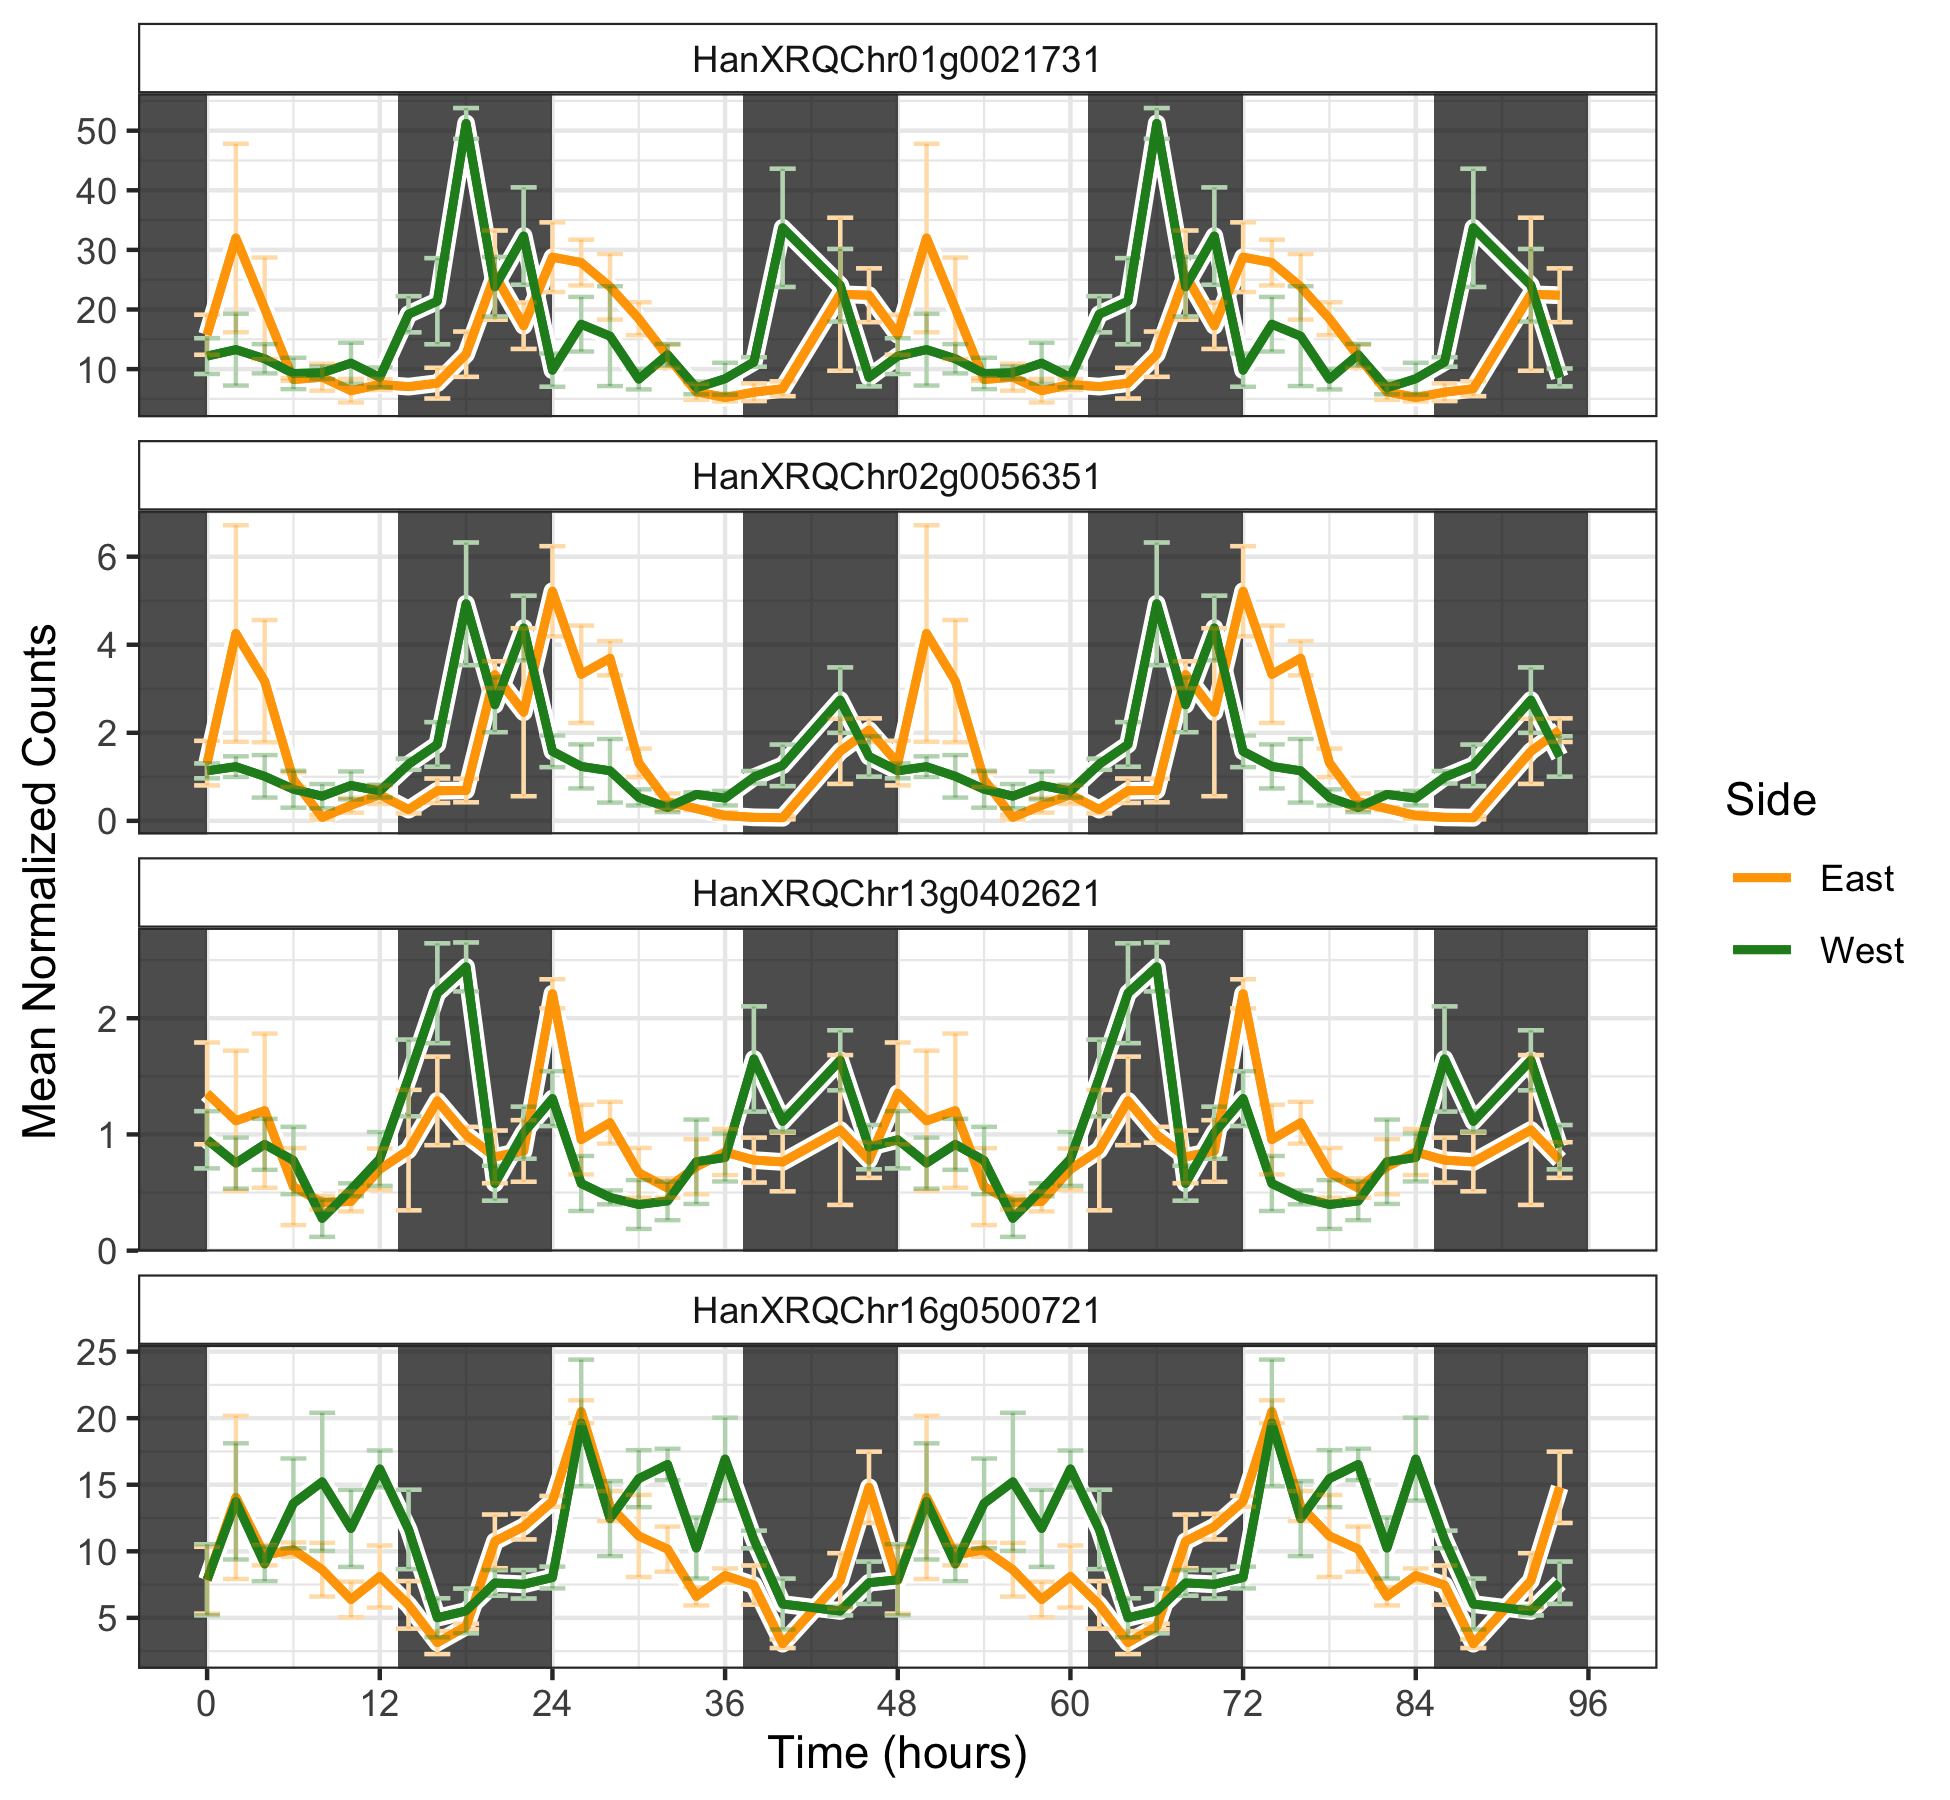 HanXRQChr01g0021731
50
40
30
20
10
HanXRQChr02g0056351
6
4
2
0
HanXRQChr13g0402621
2
1
0
HanXRQChr16g0500721
25
20
15
10
5
0 12 24 36 48 60 72 84 96
Time (hours)
Mean Normalized Counts
Side
East
West